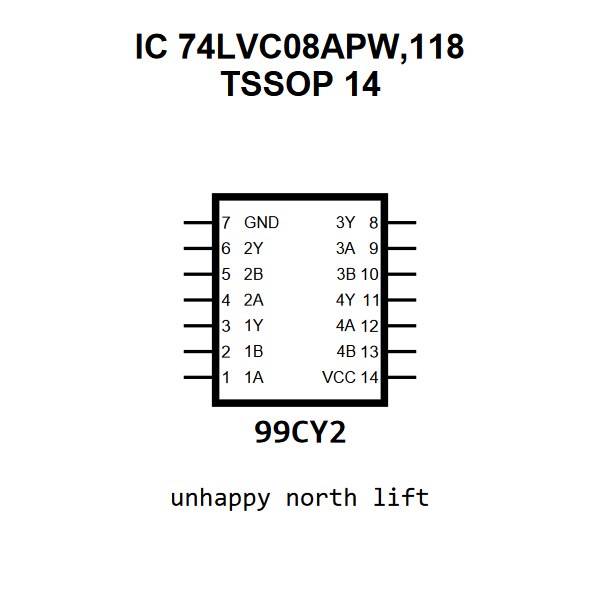 IC 74LVC08APW,118
TSSOP 14
7 GND 3Y 8
6 2Y 3A 9
5 2B 3B 10
4 2A 4Y 11
3 1Y 4A 12
2 1B 4B 13
1 1A VCC 14
99CY2
unhappy north lift